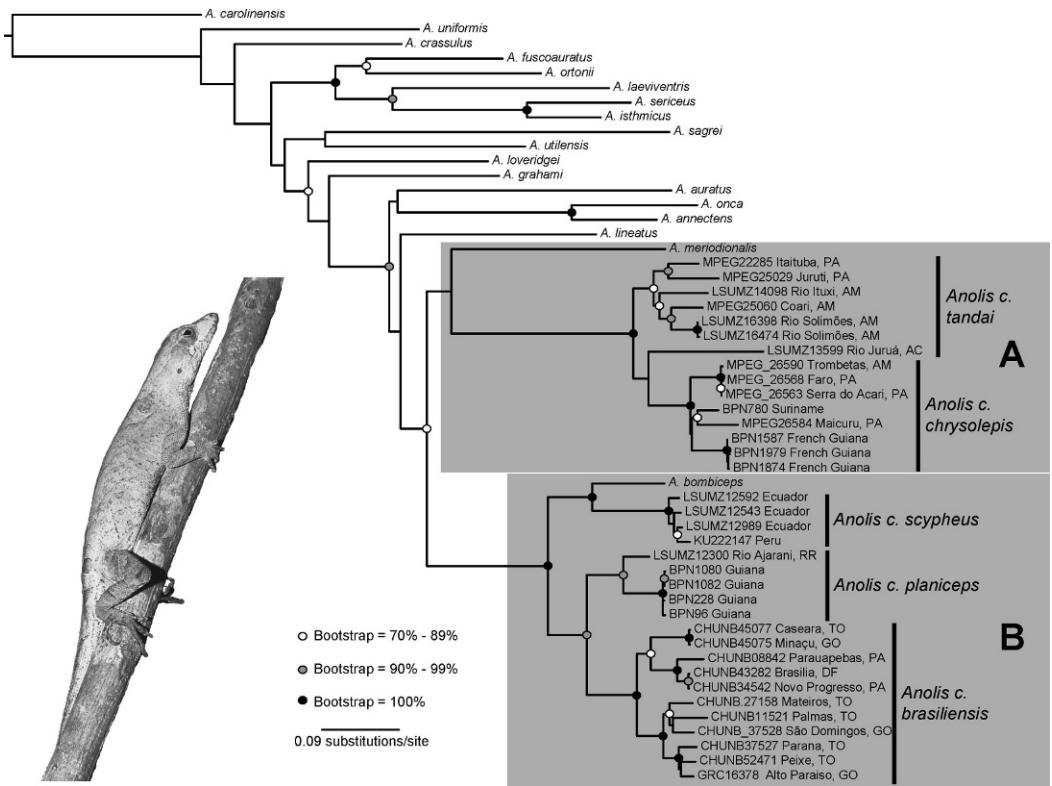 A. carolinensis
A. uniformis
A. crassulus
A. fuscoauratus
A. ortonii
A. laeviventris
A. sericeus
A. isthmicus
A. sagrei
A. utilensis
A. loveridgei
A. grahami
A. auratus
A. onca
A. annectens
A. lineatus
A. meriodionalis
MPEG22285 Itaituba, PA
MPEG25029 Juruti, PA
LSUMZ14098 Rio Ituxi, AM
MPEG25060 Coari, AM
LSUMZ16398 Rio Solimões, AM
LSUMZ16474 Rio Solimões, AM
Anolis c.
tandai
LSUMZ13599 Rio Juruá, AC
A
MPEG_26590 Trombetas, AM
MPEG_26568 Faro, PA
MPEG_26563 Serra do Acari, PA
BPN780 Suriname
MPEG26584 Maicuru, PA
BPN1587 French Guiana
BPN1979 French Guiana
BPN1874 French Guiana
Anolis c.
chrysolepis
A. bombiceps
LSUMZ12592 Ecuador
LSUMZ12543 Ecuador
LSUMZ12989 Ecuador
KU222147 Peru
Anolis c. scypheus
LSUMZ12300 Rio Ajarani, RR
BPN1080 Guiana
BPN1082 Guiana
BPN228 Guiana
BPN96 Guiana
Anolis c. planiceps
B
CHUNB45077 Caseara, TO
CHUNB45075 Minaçu, GO
CHUNB08842 Parauapebas, PA
CHUNB43282 Brasilia, DF
CHUNB34542 Novo Progresso, PA
CHUNB.27158 Mateiros, TO
CHUNB11521 Palmas, TO
CHUNB_37528 São Domingos, GO
CHUNB37527 Parana, TO
CHUNB52471 Peixe, TO
GRC16378 Alto Paraiso, GO
Anolis c.
brasiliensis
Bootstrap = 70% - 89%
Bootstrap = 90% - 99%
Bootstrap = 100%
0.09 substitutions/site